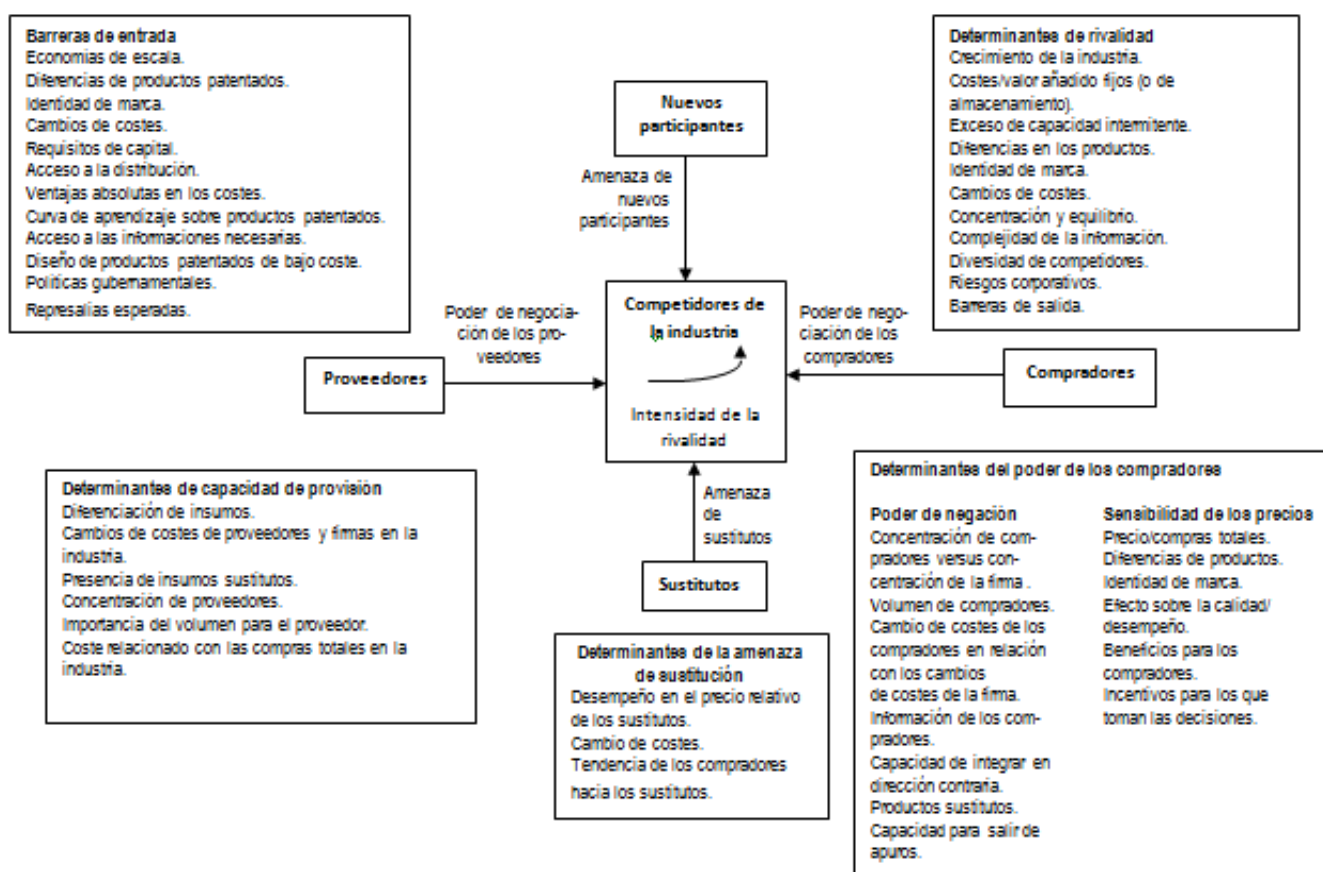 Barreras de entrada
Economías de escala.
Diferencias de productos patentados.
Identidad de marca.
Cambios de costes.
Requisitos de capital.
Acceso a la distribución.
Ventajas absolutas en los costes.
Curva de aprendizaje sobre productos patentados.
Acceso a las informaciones necesarias.
Diseño de productos patentados de bajo coste.
Políticas gubernamentales.
Represalias esperadas.
Nuevos
participantes
Amenaza de
nuevos
participantes
Determinantes de rivalidad
Crecimiento de la industria.
Costes/valor añadido fijos (o de
almacenamiento).
Exceso de capacidad intermitente.
Diferencias en los productos.
Identidad de marca.
Cambios de costes.
Concentración y equilibrio.
Complejidad de la información.
Diversidad de competidores.
Riesgos corporativos.
Barreras de salida.
Poder de negocia-
ción de los pro-
veedores
Proveedores
Competidores de
la industria
Intensidad de la
rivalidad
Poder de nego-
ciación de los
compradores
Compradores
Determinantes de capacidad de provisión
Diferenciación de insumos.
Cambios de costes de proveedores y firmas en la
industria.
Presencia de insumos sustitutos.
Concentración de proveedores.
Importancia del volumen para el proveedor.
Coste relacionado con las compras totales en la
industria.
Amenaza
de
sustitutos
Sustitutos
Determinantes de la amenaza
de sustitución
Desempeño en el precio relativo
de los sustitutos.
Cambio de costes.
Tendencia de los compradores
hacia los sustitutos.
Determinantes del poder de los compradores
Poder de negación
Concentración de com-
pradores versus con-
centración de la firma .
Volumen de compradores.
Cambio de costes de los
compradores en relación
con los cambios
de costes de la firma.
Información de los com-
pradores.
Capacidad de integrar en
dirección contraria.
Productos sustitutos.
Capacidad para salir de
apuros.
Sensibilidad de los precios
Precio/compras totales.
Diferencias de productos.
Identidad de marca.
Efecto sobre la calidad/
desempeño.
Beneficios para los
compradores.
Incentivos para los que
toman las decisiones.